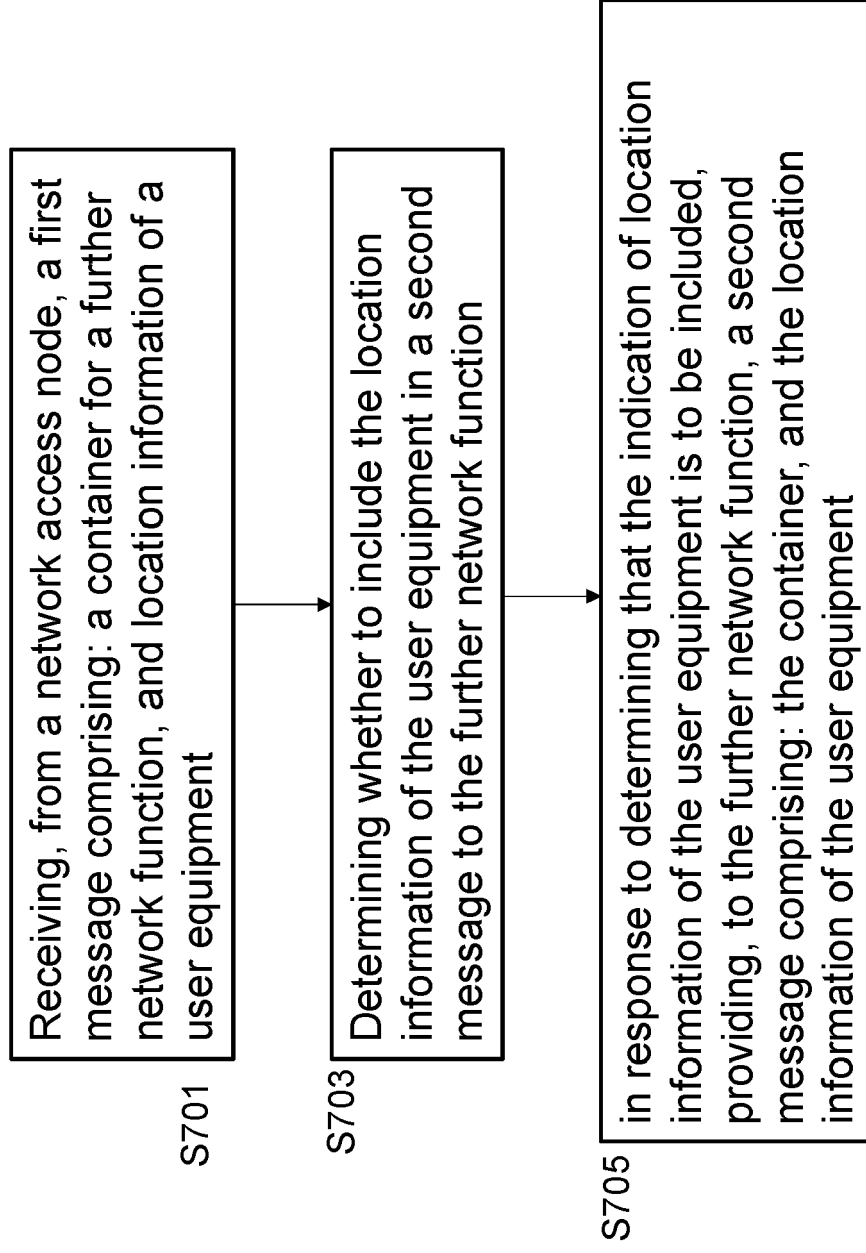 S701
Receiving, from a network access node, a first
message comprising: a container for a further
network function, and location information of a
user equipment
S703
Determining whether to include the location
information of the user equipment in a second
message to the further network function
S705
in response to determining that the indication of location
information of the user equipment is to be included,
providing, to the further network function, a second
message comprising: the container, and the location
information of the user equipment